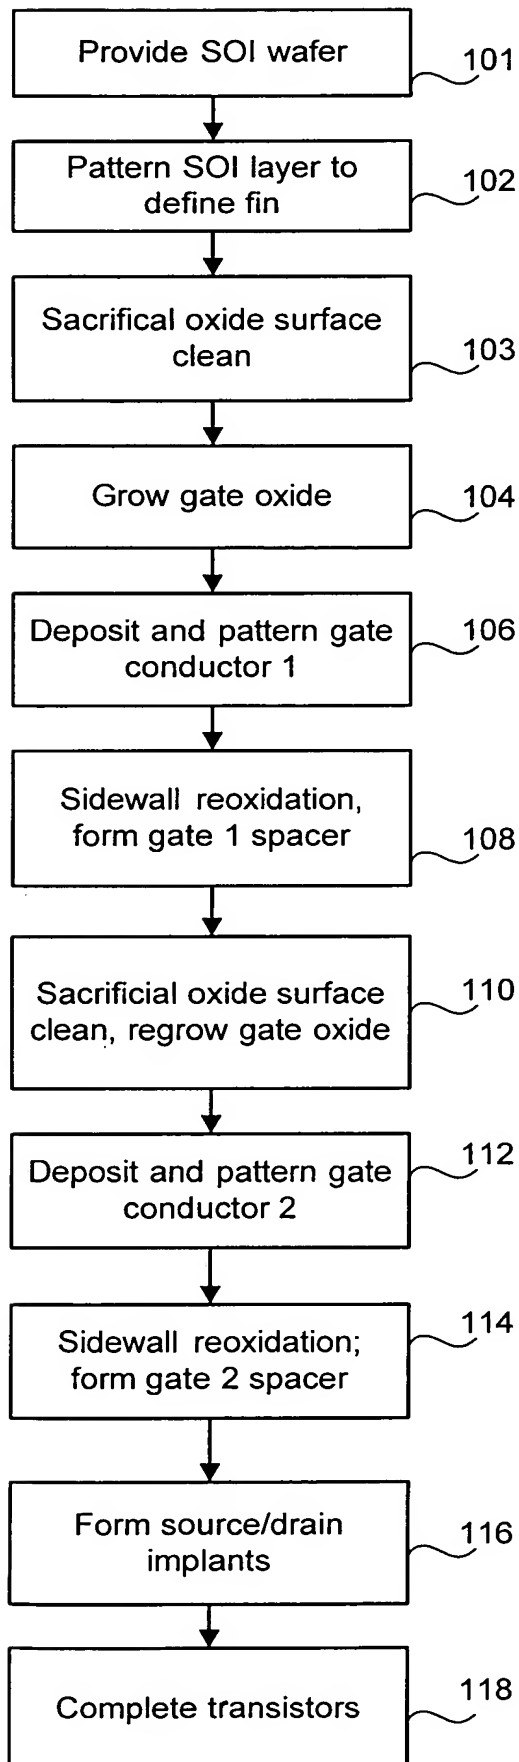 Provide SOI wafer
101
Pattern SOI layer to
define fin
102
Sacrifical oxide surface
clean
103
Grow gate oxide
104
Deposit and pattern gate
conductor 1
106
Sidewall reoxidation,
form gate 1 spacer
108
Sacrificial oxide surface
clean, regrow gate oxide
110
Deposit and pattern gate
conductor 2
112
Sidewall reoxidation;
form gate 2 spacer
114
Form source/drain
implants
116
Complete transistors
118